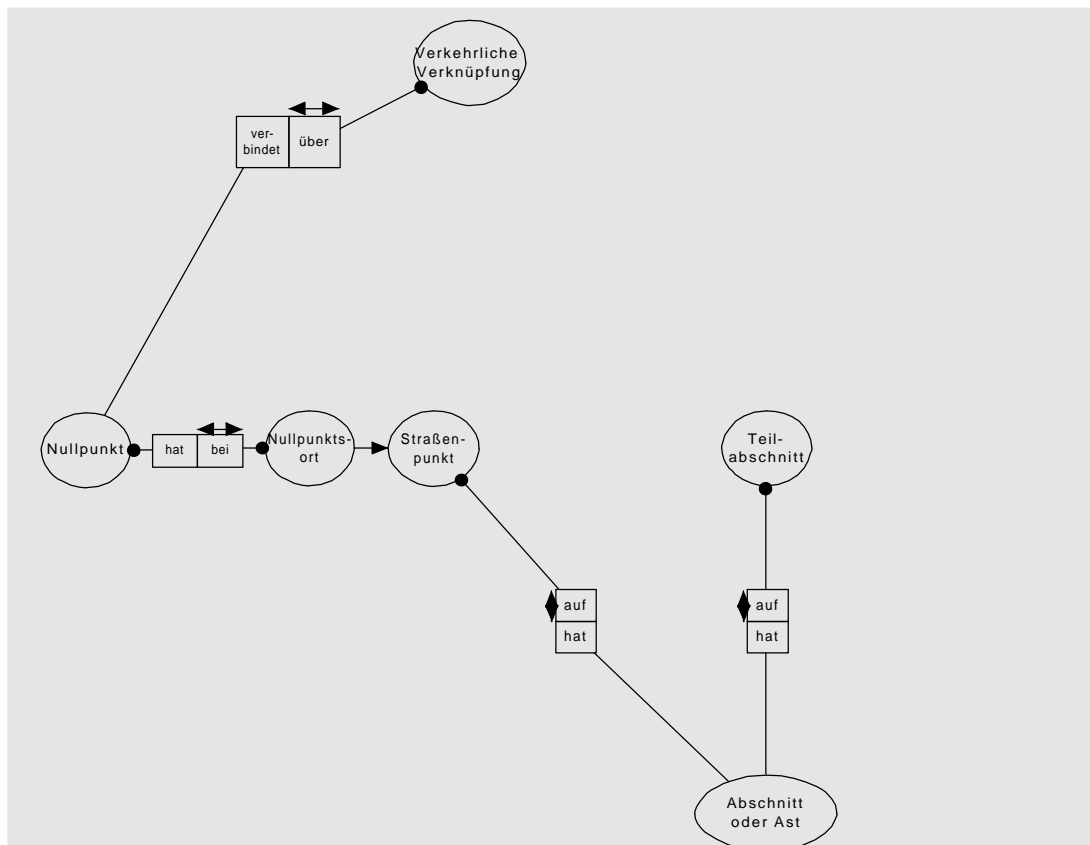 Verkehrliche
Verknüpfung
ver-
bindet
über
Nullpunkt
hat
bei
Nullpunkts-
ort
Straßen-
punkt
Teil-
abschnitt
auf
hat
auf
hat
Abschnitt
oder Ast